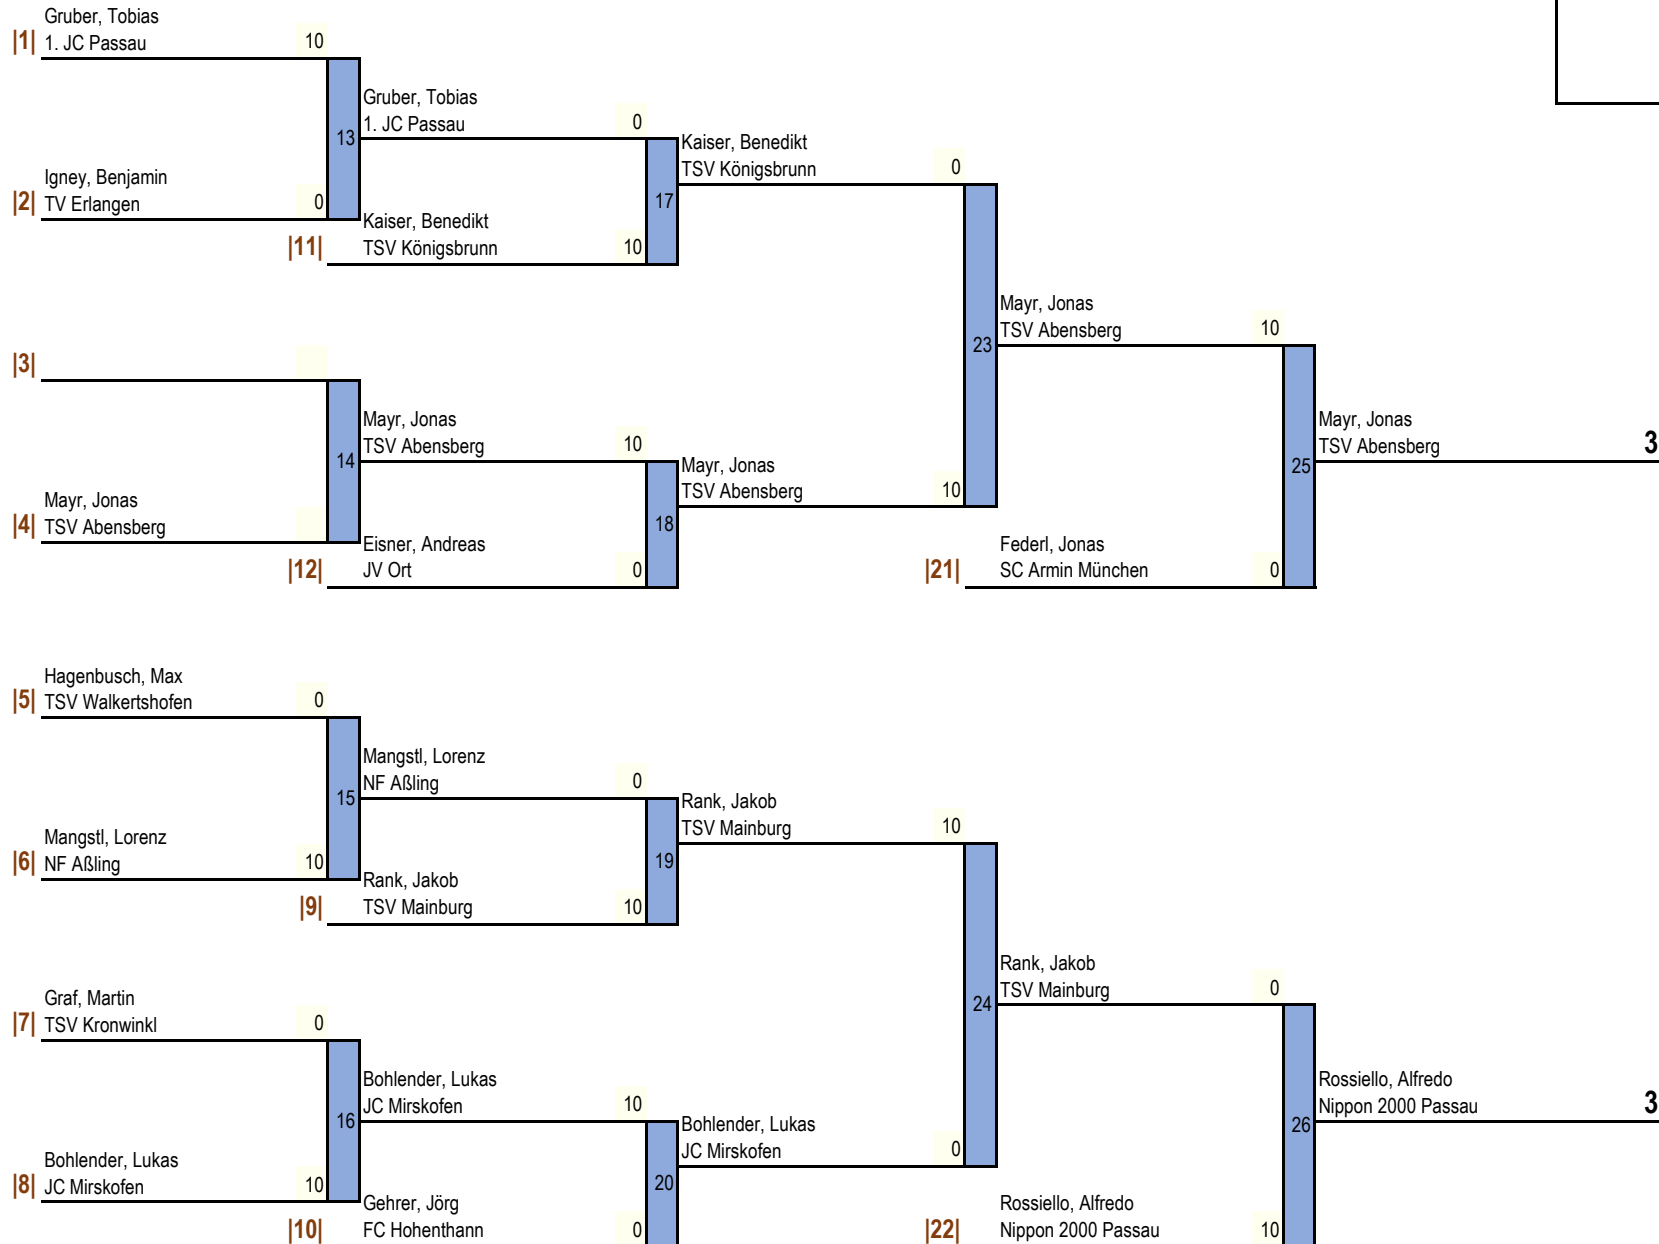 Gruber, Tobias
|1| 1. JC Passau 10
Gruber, Tobias
13 1. JC Passau 0
Kaiser, Benedikt
TSV Königsbrunn 0
Igney, Benjamin
|2| TV Erlangen 0
17
Kaiser, Benedikt
|11| TSV Königsbrunn 10
Mayr, Jonas
23 TSV Abensberg 10
|3|
Mayr, Jonas
14 TSV Abensberg 10
Mayr, Jonas
TSV Abensberg 3
25
Mayr, Jonas
TSV Abensberg 10
Mayr, Jonas
|4| TSV Abensberg
18
Eisner, Andreas
|12| JV Ort 0
Federl, Jonas
|21| SC Armin München 0
Hagenbusch, Max
|5| TSV Walkertshofen 0
Mangstl, Lorenz
15 NF Aßling 0
Rank, Jakob
TSV Mainburg 10
Mangstl, Lorenz
|6| NF Aßling 10
19
Rank, Jakob
|9| TSV Mainburg 10
Rank, Jakob
24 TSV Mainburg 0
Graf, Martin
|7| TSV Kronwinkl 0
Bohlender, Lukas
16 JC Mirskofen 10
Rossiello, Alfredo
Nippon 2000 Passau 3
26
Bohlender, Lukas
JC Mirskofen 0
Bohlender, Lukas
|8| JC Mirskofen 10
20
Gehrer, Jörg
|10| FC Hohenthann 0
Rossiello, Alfredo
|22| Nippon 2000 Passau 10